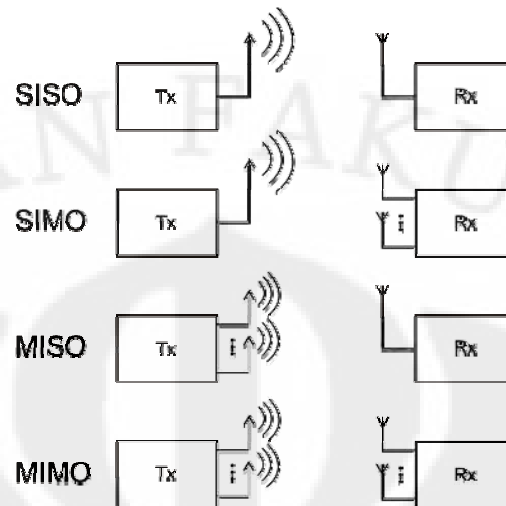 SISO Tx Rx
SIMO Tx ⋮ Rx
MISO Tx ⋮ Rx
MIMO Tx ⋮ ⋮ Rx